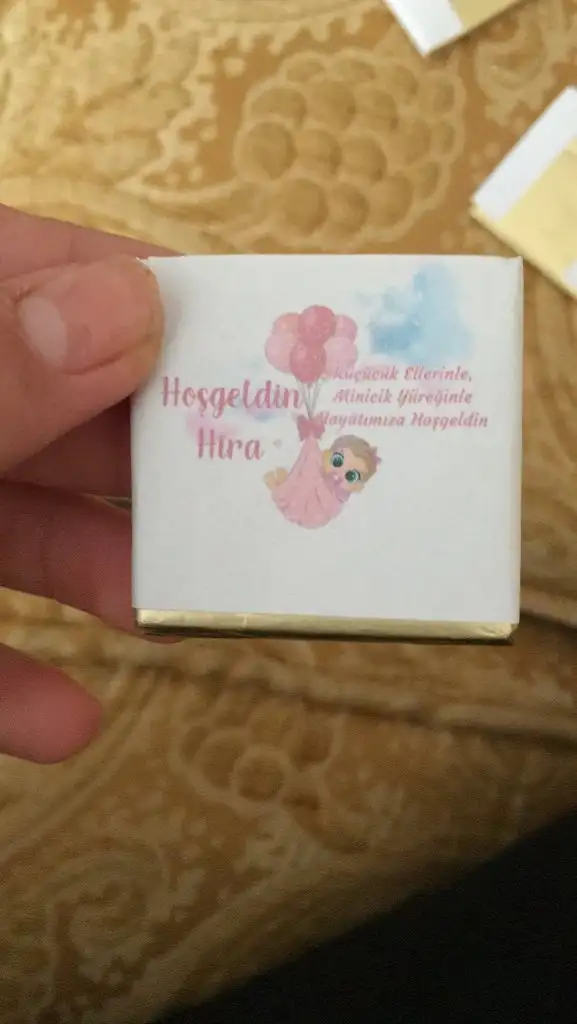 Hoşgeldin
Hira
Küçücük Ellerinle,
Minicik Yüreğinle
Hayatımıza Hoşgeldin